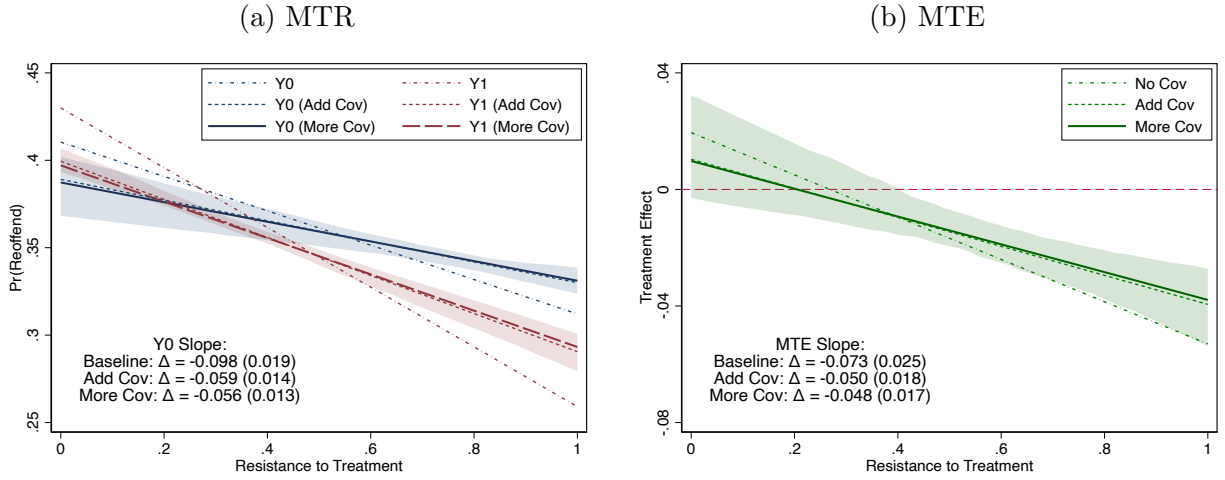 (a) MTR
.45
.4
.35
.3
.25
Pr(Reoffend)
Y0
Y1
Y0 (Add Cov)
Y1 (Add Cov)
Y0 (More Cov)
Y1 (More Cov)
Y0 Slope:
Baseline: Δ = -0.098 (0.019)
Add Cov: Δ = -0.059 (0.014)
More Cov: Δ = -0.056 (0.013)
0
.2
.4
.6
.8
1
Resistance to Treatment
(b) MTE
.04
0
-.04
-.08
Treatment Effect
No Cov
Add Cov
More Cov
MTE Slope:
Baseline: Δ = -0.073 (0.025)
Add Cov: Δ = -0.050 (0.018)
More Cov: Δ = -0.048 (0.017)
0
.2
.4
.6
.8
1
Resistance to Treatment